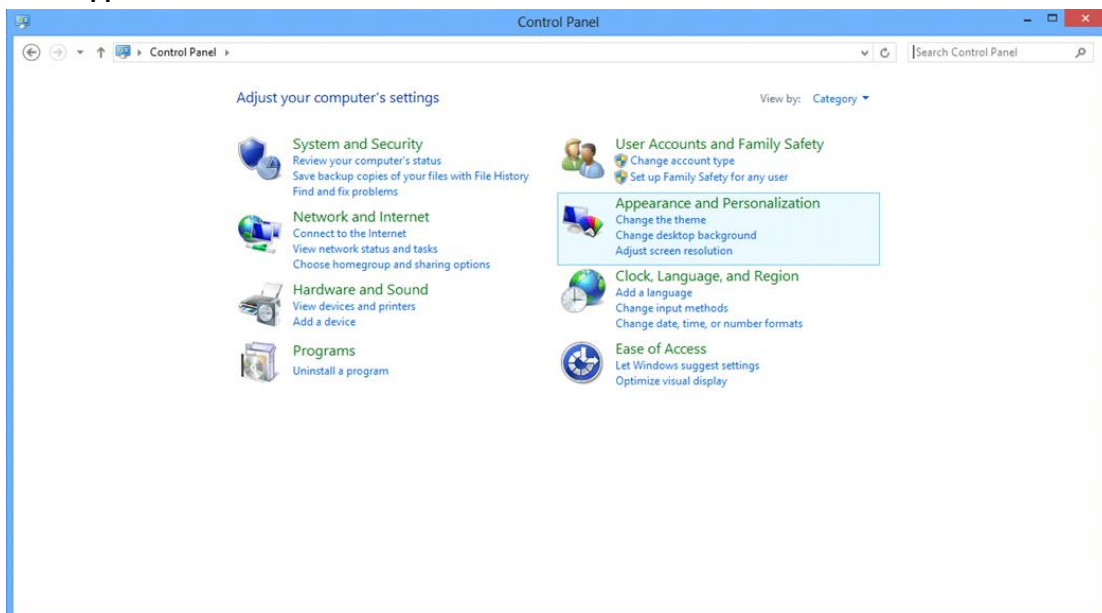 Control Panel
Control Panel
Search Control Panel
Adjust your computer's settings
View by: Category
System and Security
Review your computer's status
Save backup copies of your files with File History
Find and fix problems
Network and Internet
Connect to the Internet
View network status and tasks
Choose homegroup and sharing options
Hardware and Sound
View devices and printers
Add a device
Programs
Uninstall a program
User Accounts and Family Safety
Change account type
Set up Family Safety for any user
Appearance and Personalization
Change the theme
Change desktop background
Adjust screen resolution
Clock, Language, and Region
Add a language
Change input methods
Change date, time, or number formats
Ease of Access
Let Windows suggest settings
Optimize visual display